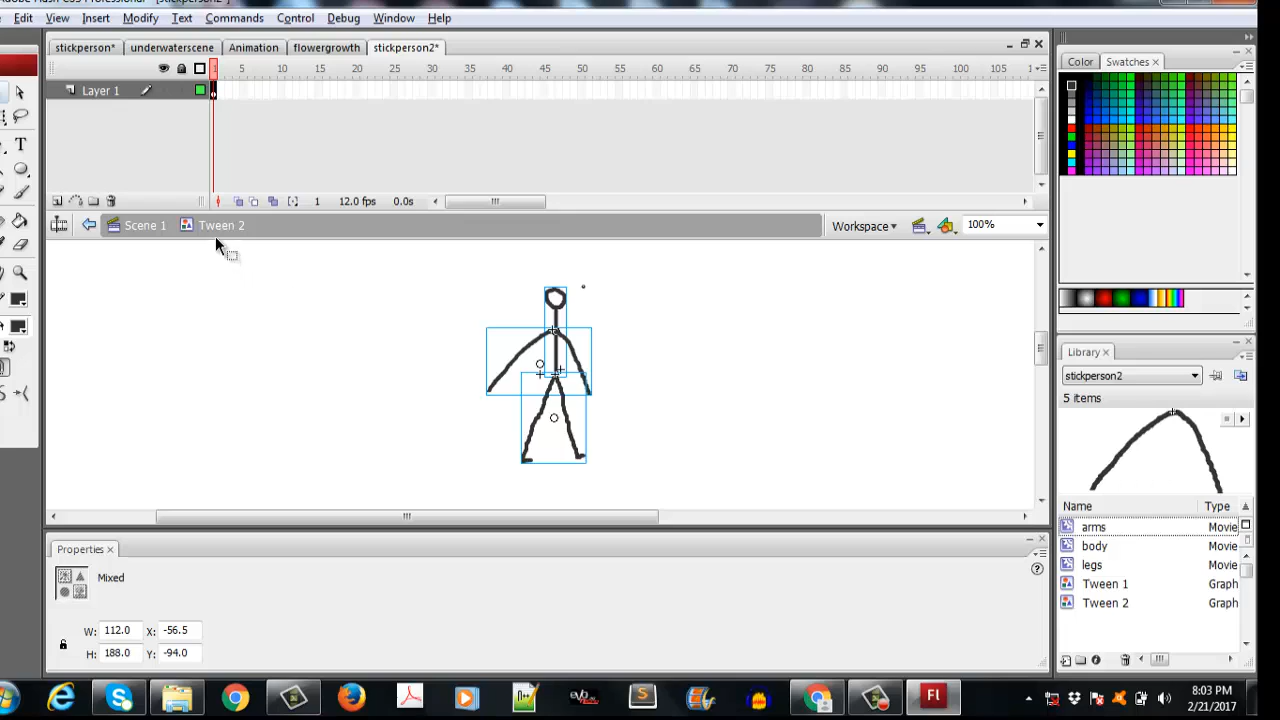 Edit View Insert Modify Text Commands Control Debug Window Help
stickperson* underwaterscene Animation flowergrowth stickperson2*
1 5 10 15 20 25 30 35 40 45 50 55 60 65 70 75 80 85 90 95 100 105 1
Layer 1
1 12.0 fps 0.0s
Scene 1 Tween 2 Workspace 100%
Properties ×
Mixed
W: 112.0 X: -56.5
H: 188.0 Y: -94.0
Color Swatches ×
Library ×
stickperson2
5 items
Name Type
arms Movie
body Movie
legs Movie
Tween 1 Graph
Tween 2 Graph
Fl
8:03 PM
2/21/2017